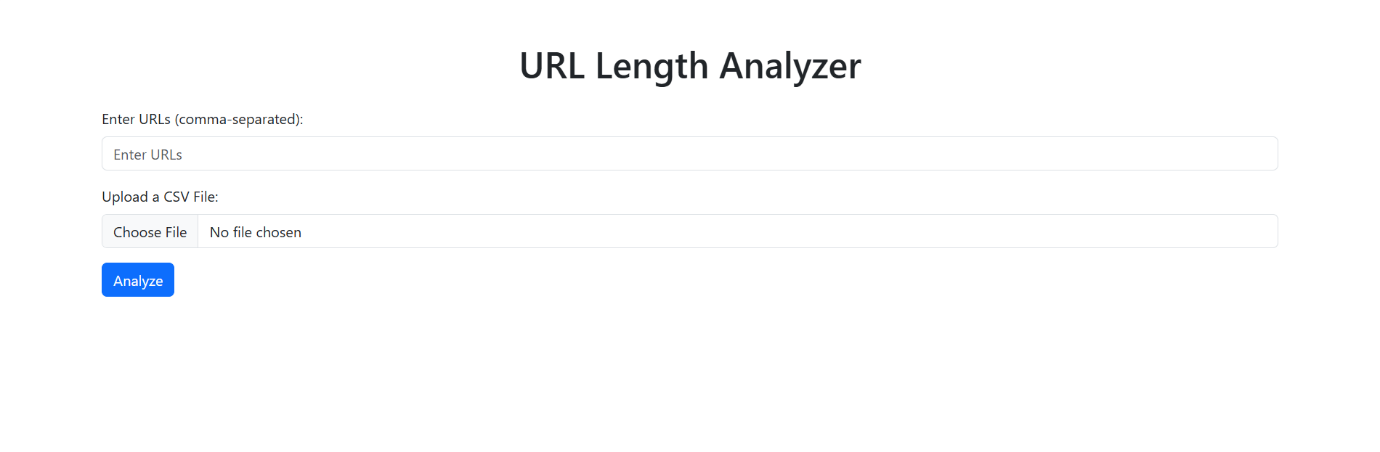 URL Length Analyzer
Enter URLs (comma-separated):
Enter URLs
Upload a CSV File:
Choose File No file chosen
Analyze